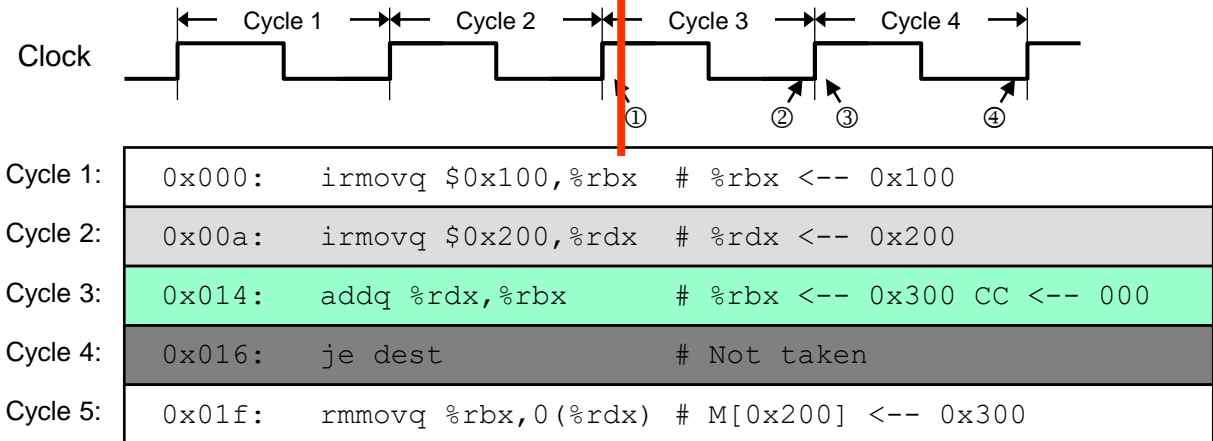 Cycle 1 Cycle 2 Cycle 3 Cycle 4
Clock
① ② ③ ④
Cycle 1: 0x000: irmovq $0x100,%rbx # %rbx <-- 0x100
Cycle 2: 0x00a: irmovq $0x200,%rdx # %rdx <-- 0x200
Cycle 3: 0x014: addq %rdx,%rbx # %rbx <-- 0x300 CC <-- 000
Cycle 4: 0x016: je dest # Not taken
Cycle 5: 0x01f: rmmovq %rbx,0(%rdx) # M[0x200] <-- 0x300